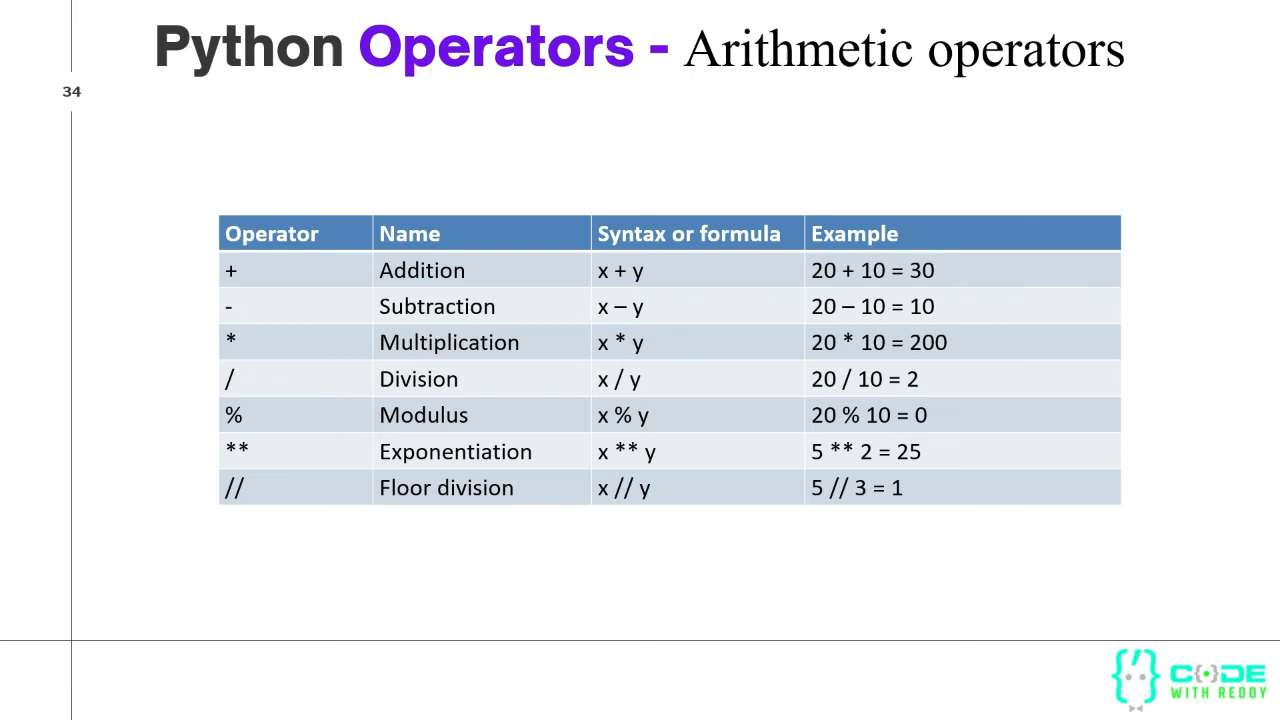 Python Operators - Arithmetic operators
34
Operator Name Syntax or formula Example
+ Addition x + y 20 + 10 = 30
- Subtraction x – y 20 – 10 = 10
* Multiplication x * y 20 * 10 = 200
/ Division x / y 20 / 10 = 2
% Modulus x % y 20 % 10 = 0
** Exponentiation x ** y 5 ** 2 = 25
// Floor division x // y 5 // 3 = 1
C{•}DE
WITH REDDY